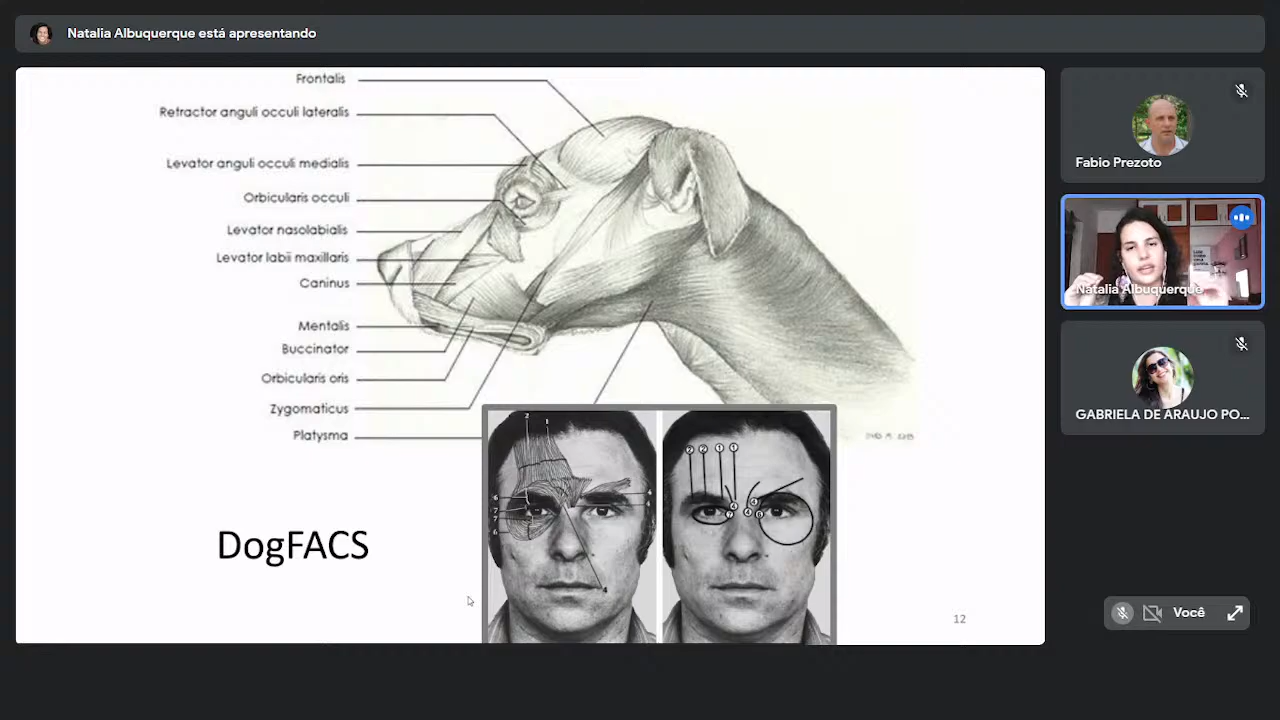 Natalia Albuquerque está apresentando
Frontalis
Retractor anguli occuli lateralis
Levator anguli occuli medialis
Orbicularis occuli
Levator nasolabialis
Levator labii maxillaris
Caninus
Mentalis
Buccinator
Orbicularis oris
Zygomaticus
Platysma
DogFACS
12
Fabio Prezoto
Natalia Albuquerque
GABRIELA DE ARAUJO PO...
Você